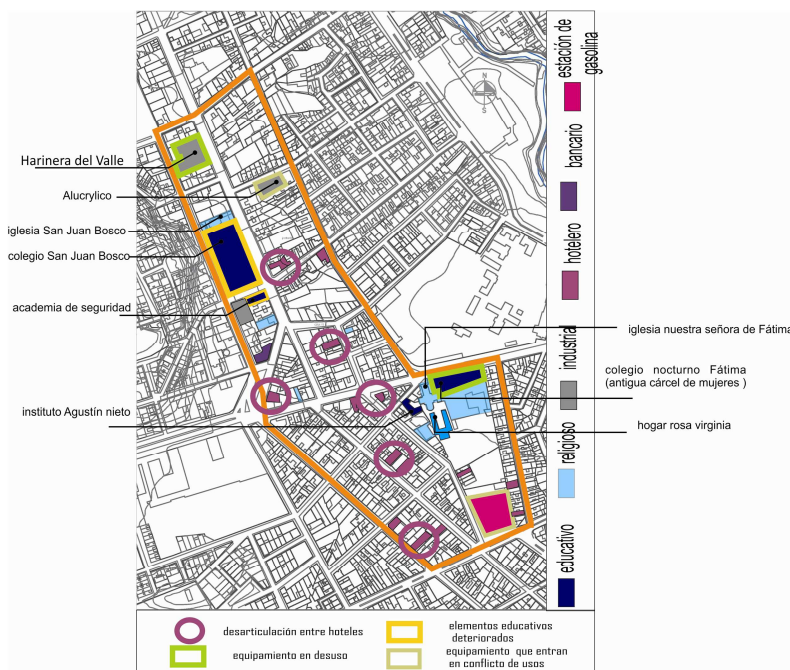 Harinera del Valle
Alucrylico
iglesia San Juan Bosco
colegio San Juan Bosco
academia de seguridad
instituto Agustín nieto
N
S
iglesia nuestra señora de Fátima
colegio nocturno Fátima
(antigua cárcel de mujeres )
hogar rosa virginia
estación de
gasolina
bancario
hotelero
industria
religioso
educativo
desarticulación entre hoteles
equipamiento en desuso
elementos educativos
deteriorados
equipamiento que entran
en conflicto de usos